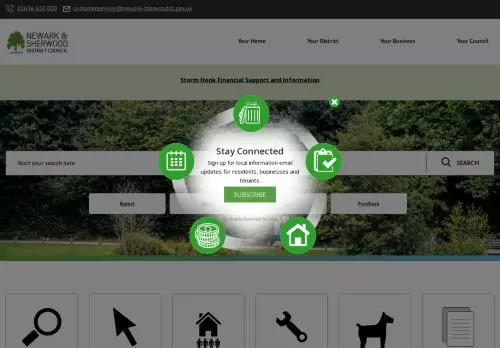 01636 650 000 customerservices@newark-sherwooddc.gov.uk
NEWARK &
SHERWOOD
DISTRICT COUNCIL
Your Home Your District Your Business Your Council
Storm Henk Financial Support and Information
Stay Connected
Sign up for local information email
updates for residents, businesses and
tenants.
SUBSCRIBE
Start your search here
SEARCH
Report
Feedback